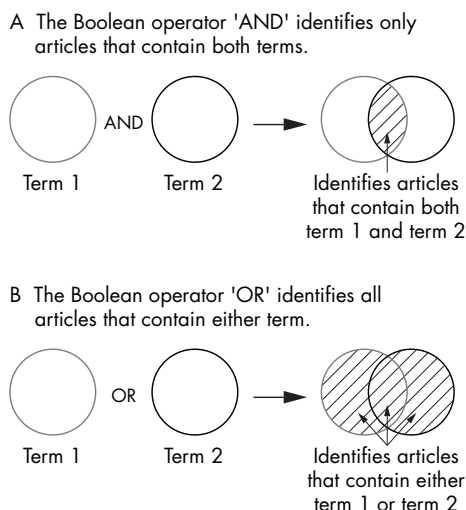 A The Boolean operator 'AND' identifies only
articles that contain both terms.
AND
Term 1
Term 2
Identifies articles
that contain both
term 1 and term 2
B The Boolean operator 'OR' identifies all
articles that contain either term.
OR
Term 1
Term 2
Identifies articles
that contain either
term 1 or term 2